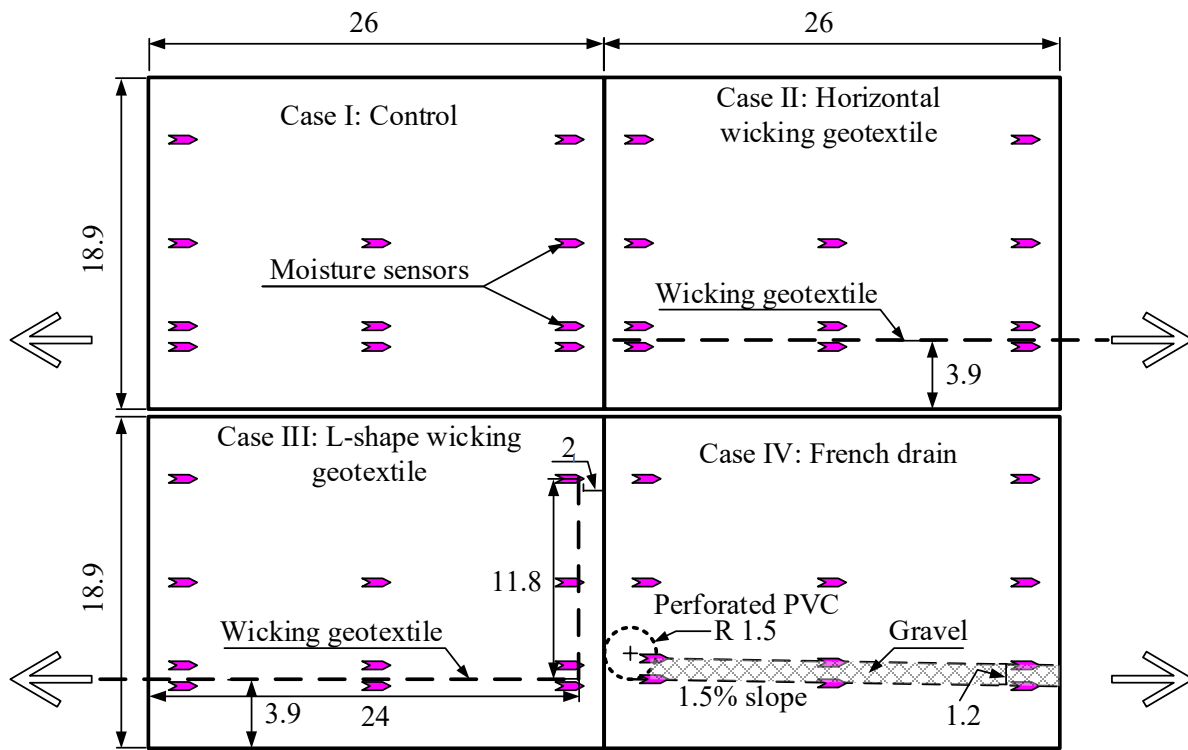 26
26
Case I: Control
Case II: Horizontal
wicking geotextile
18.9
Moisture sensors
Wicking geotextile
3.9
Case III: L-shape wicking
geotextile
2
Case IV: French drain
18.9
11.8
Perforated PVC
R 1.5
Wicking geotextile
Gravel
3.9
24
1.5% slope
1.2